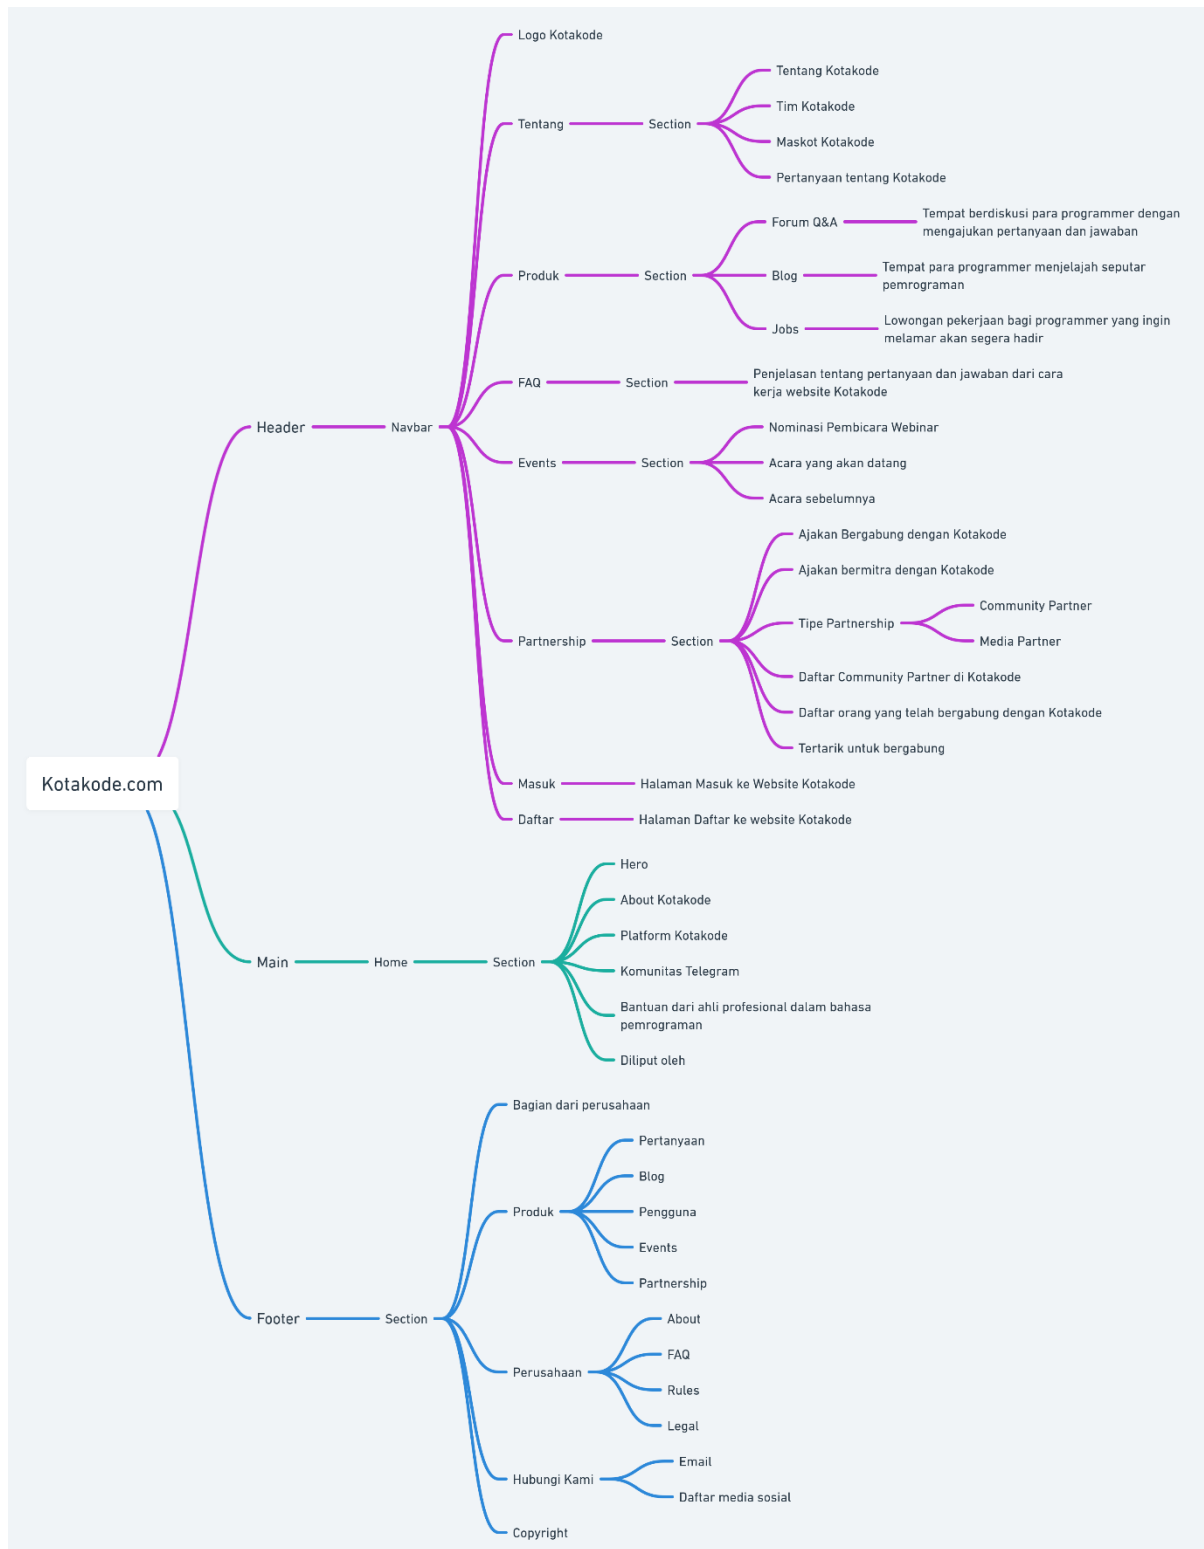 Logo Kotakode
Tentang Kotakode
Tim Kotakode
Tentang
Section
Maskot Kotakode
Pertanyaan tentang Kotakode
Forum Q&A
Tempat berdiskusi para programmer dengan
mengajukan pertanyaan dan jawaban
Produk
Section
Blog
Tempat para programmer menjelajah seputar
pemrograman
Jobs
Lowongan pekerjaan bagi programmer yang ingin
melamar akan segera hadir
FAQ
Section
Penjelasan tentang pertanyaan dan jawaban dari cara
kerja website Kotakode
Header
Navbar
Nominasi Pembicara Webinar
Events
Section
Acara yang akan datang
Acara sebelumnya
Ajakan Bergabung dengan Kotakode
Ajakan bermitra dengan Kotakode
Community Partner
Tipe Partnership
Partnership
Section
Media Partner
Daftar Community Partner di Kotakode
Daftar orang yang telah bergabung dengan Kotakode
Tertarik untuk bergabung
Kotakode.com
Masuk
Halaman Masuk ke Website Kotakode
Daftar
Halaman Daftar ke website Kotakode
Hero
About Kotakode
Platform Kotakode
Main
Home
Section
Komunitas Telegram
Bantuan dari ahli profesional dalam bahasa
pemrograman
Diliput oleh
Bagian dari perusahaan
Pertanyaan
Blog
Produk
Pengguna
Events
Partnership
Footer
Section
About
FAQ
Perusahaan
Rules
Legal
Email
Hubungi Kami
Daftar media sosial
Copyright